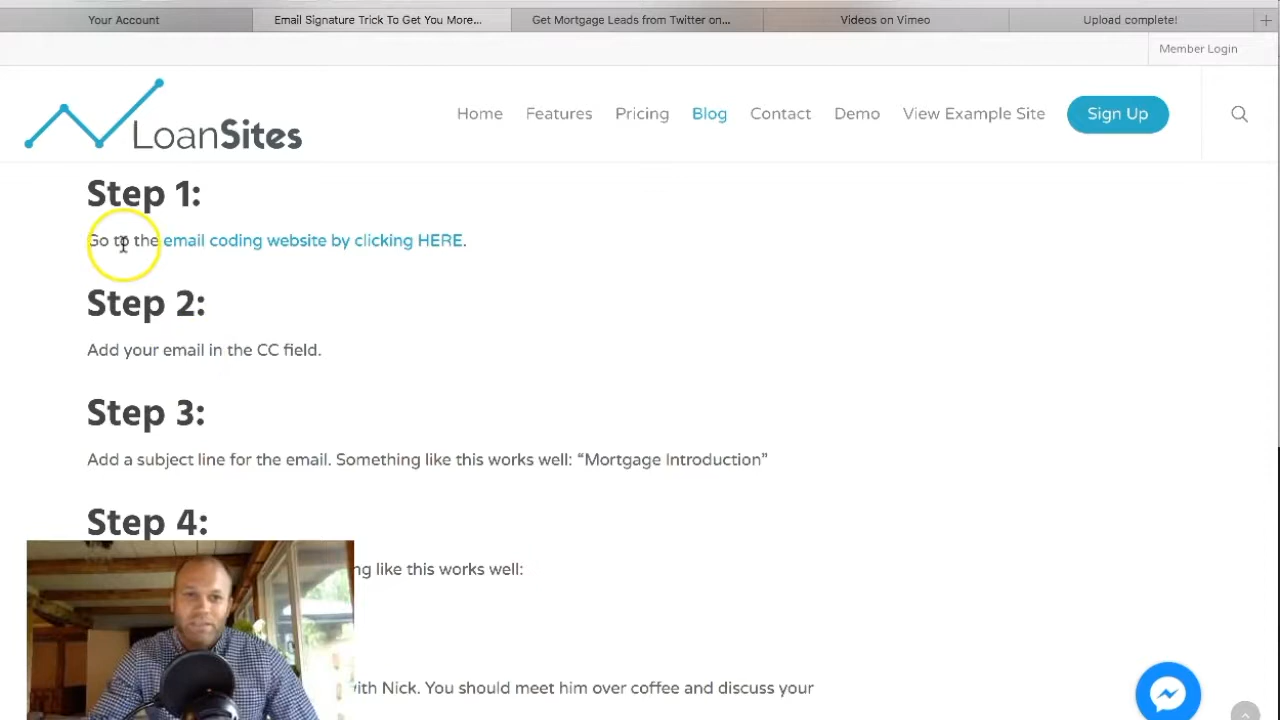 Your Account
Email Signature Trick To Get You More...
Get Mortgage Leads from Twitter on...
Videos on Vimeo
Upload complete!
Member Login
LoanSites
Home
Features
Pricing
Blog
Contact
Demo
View Example Site
Sign Up
Step 1:
Go to the email coding website by clicking HERE.
Step 2:
Add your email in the CC field.
Step 3:
Add a subject line for the email. Something like this works well: “Mortgage Introduction”
Step 4:
like this works well:
with Nick. You should meet him over coffee and discuss your